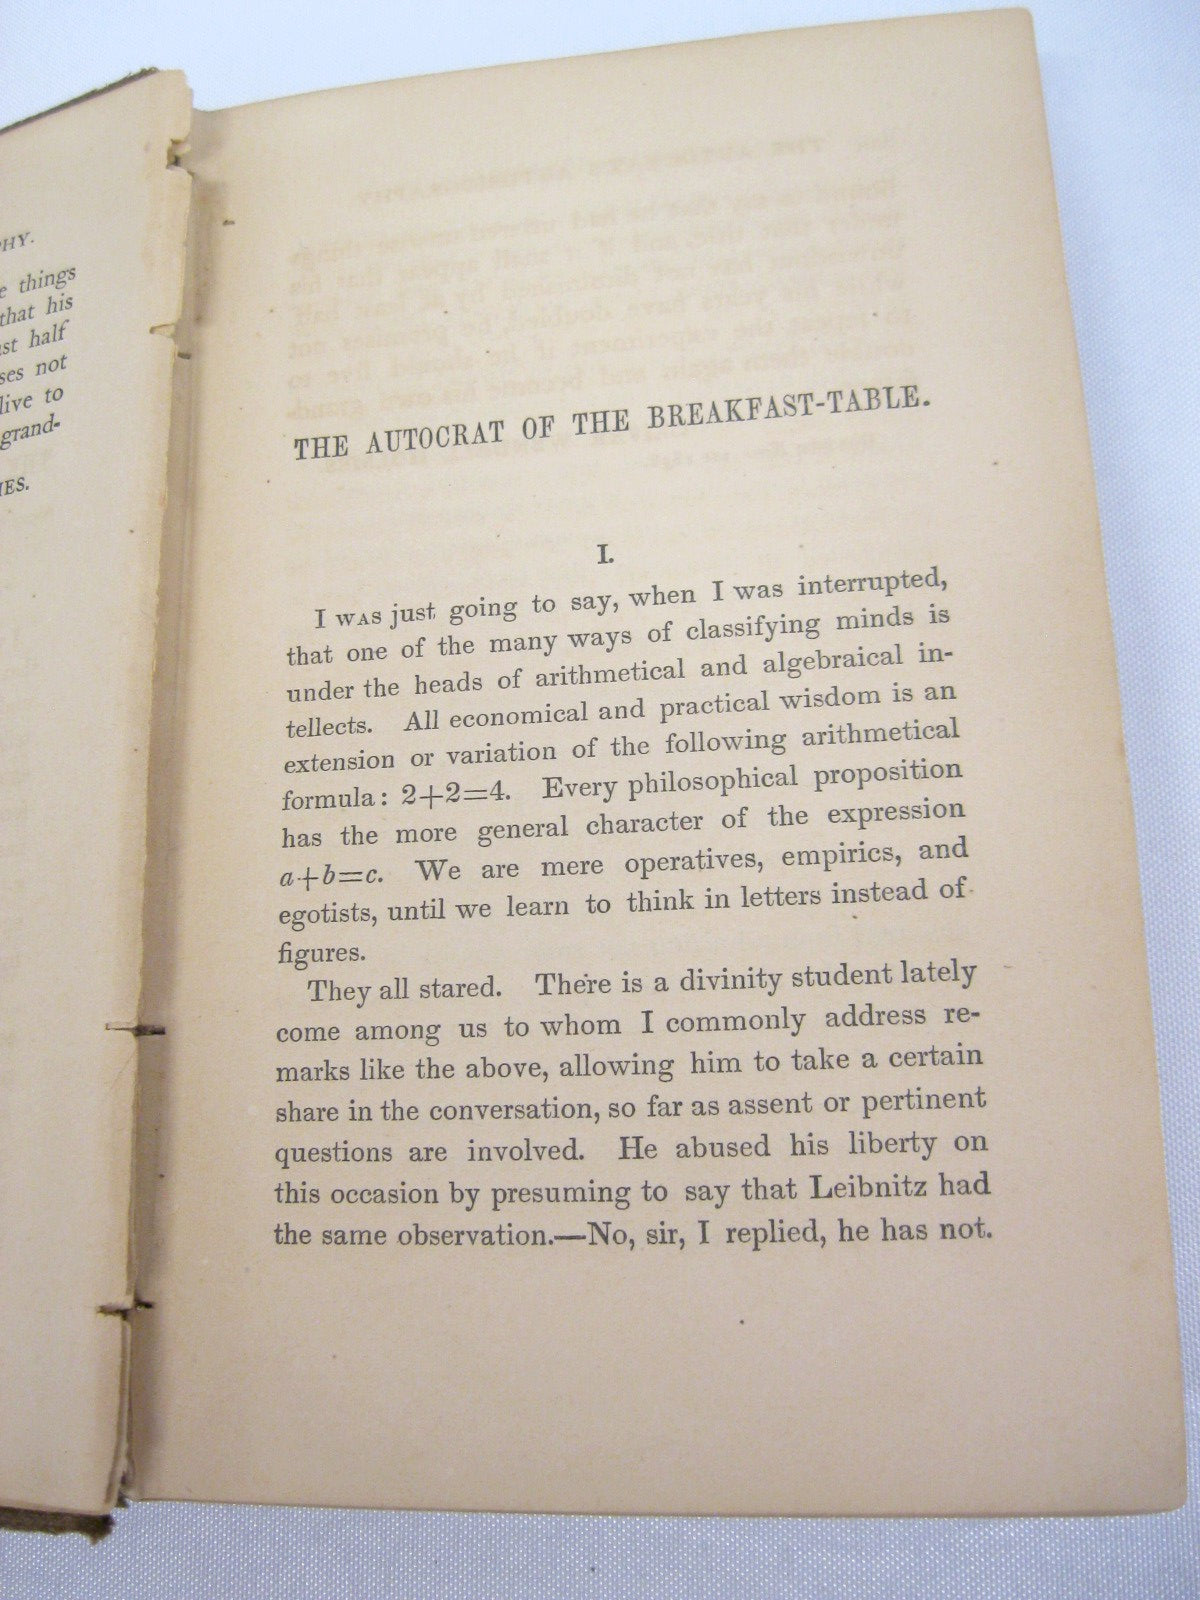 PHY.
things
that his
half
not
live to
grand-
THE AUTOCRAT OF THE BREAKFAST-TABLE.
I.
I WAS just going to say, when I was interrupted,
that one of the many ways of classifying minds is
under the heads of arithmetical and algebraical in-
tellects. All economical and practical wisdom is an
extension or variation of the following arithmetical
formula: 2+2=4. Every philosophical proposition
has the more general character of the expression
a+b=c. We are mere operatives, empirics, and
egotists, until we learn to think in letters instead of
figures.
They all stared. There is a divinity student lately
come among us to whom I commonly address re-
marks like the above, allowing him to take a certain
share in the conversation, so far as assent or pertinent
questions are involved. He abused his liberty on
this occasion by presuming to say that Leibnitz had
the same observation.—No, sir, I replied, he has not.